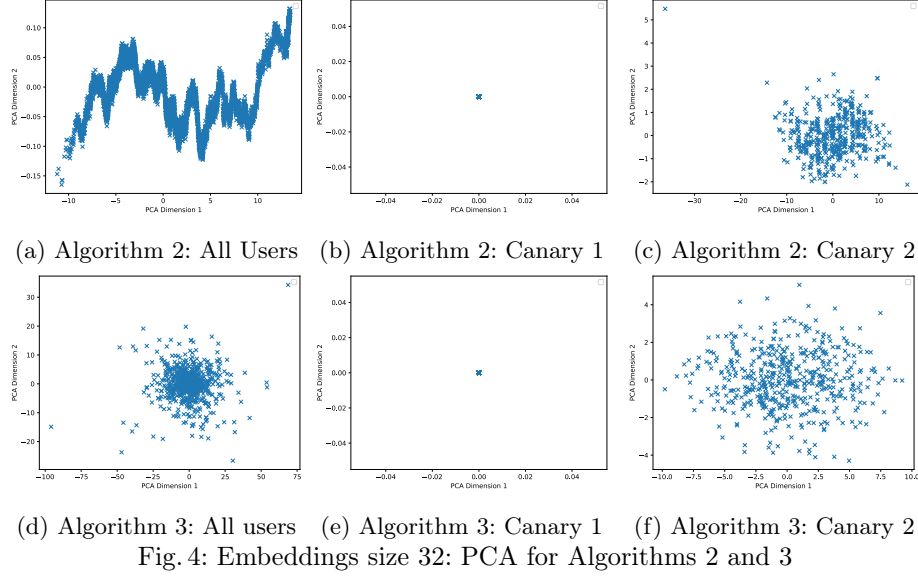 0.10
0.05
0.00
−0.05
−0.10
−0.15
PCA Dimension 2
−10 −5 0 5 10
PCA Dimension 1
0.04
0.02
0.00
−0.02
−0.04
PCA Dimension 2
−0.04 −0.02 0.00 0.02 0.04
PCA Dimension 1
5
4
3
2
1
0
−1
−2
PCA Dimension 2
−30 −20 −10 0 10
PCA Dimension 1
(a) Algorithm 2: All Users (b) Algorithm 2: Canary 1 (c) Algorithm 2: Canary 2
30
20
10
0
−10
−20
PCA Dimension 2
−100 −75 −50 −25 0 25 50 75
PCA Dimension 1
0.04
0.02
0.00
−0.02
−0.04
PCA Dimension 2
−0.04 −0.02 0.00 0.02 0.04
PCA Dimension 1
4
2
0
−2
−4
PCA Dimension 2
−10.0 −7.5 −5.0 −2.5 0.0 2.5 5.0 7.5 10.0
PCA Dimension 1
(d) Algorithm 3: All users (e) Algorithm 3: Canary 1 (f) Algorithm 3: Canary 2
Fig. 4: Embeddings size 32: PCA for Algorithms 2 and 3